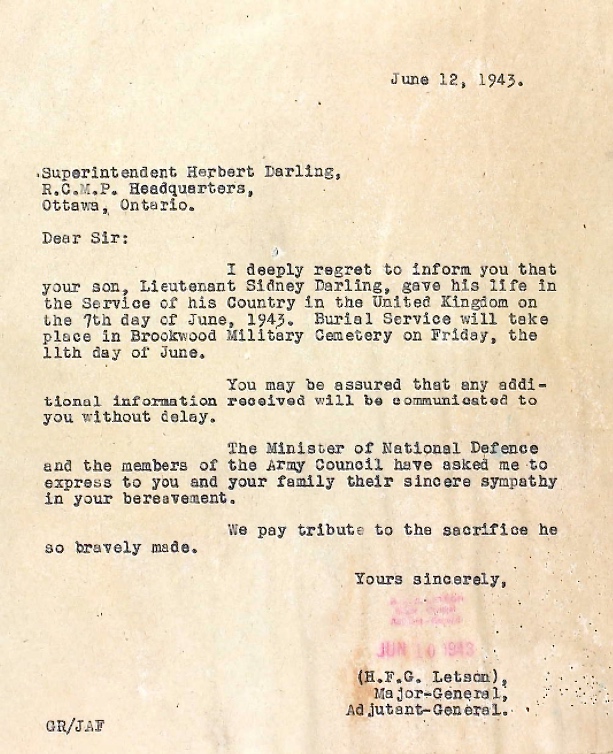 June 12, 1943.
Superintendent Herbert Darling,
R.C.M.P. Headquarters,
Ottawa, Ontario.
Dear Sir:
I deeply regret to inform you that
your son, Lieutenant Sidney Darling, gave his life in
the Service of his Country in the United Kingdom on
the 7th day of June, 1943. Burial Service will take
place in Brookwood Military Cemetery on Friday, the
11th day of June.
You may be assured that any addi-
tional information received will be communicated to
you without delay.
The Minister of National Defence
and the members of the Army Council have asked me to
express to you and your family their sincere sympathy
in your bereavement.
We pay tribute to the sacrifice he
so bravely made.
Yours sincerely,
JUN 10 1943
(H.F.G. Letson),
Major-General,
Adjutant-General.
GR/JAF